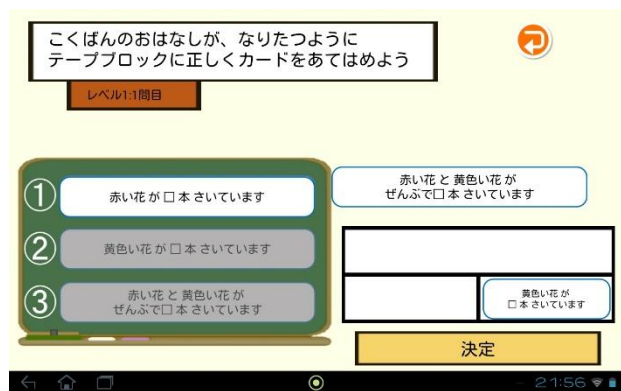 こくばんのおはなしが、なりたつように
テープブロックに正しくカードをあてはめよう
レベル1:1問目
① 赤い花 が □ 本 さいています
② 黄色い花 が □ 本 さいています
③ 赤い花 と 黄色い花 が
ぜんぶで□ 本 さいています
赤い花 と 黄色い花 が
ぜんぶで□ 本 さいています
黄色い花 が
□ 本 さいています
決定
21:56